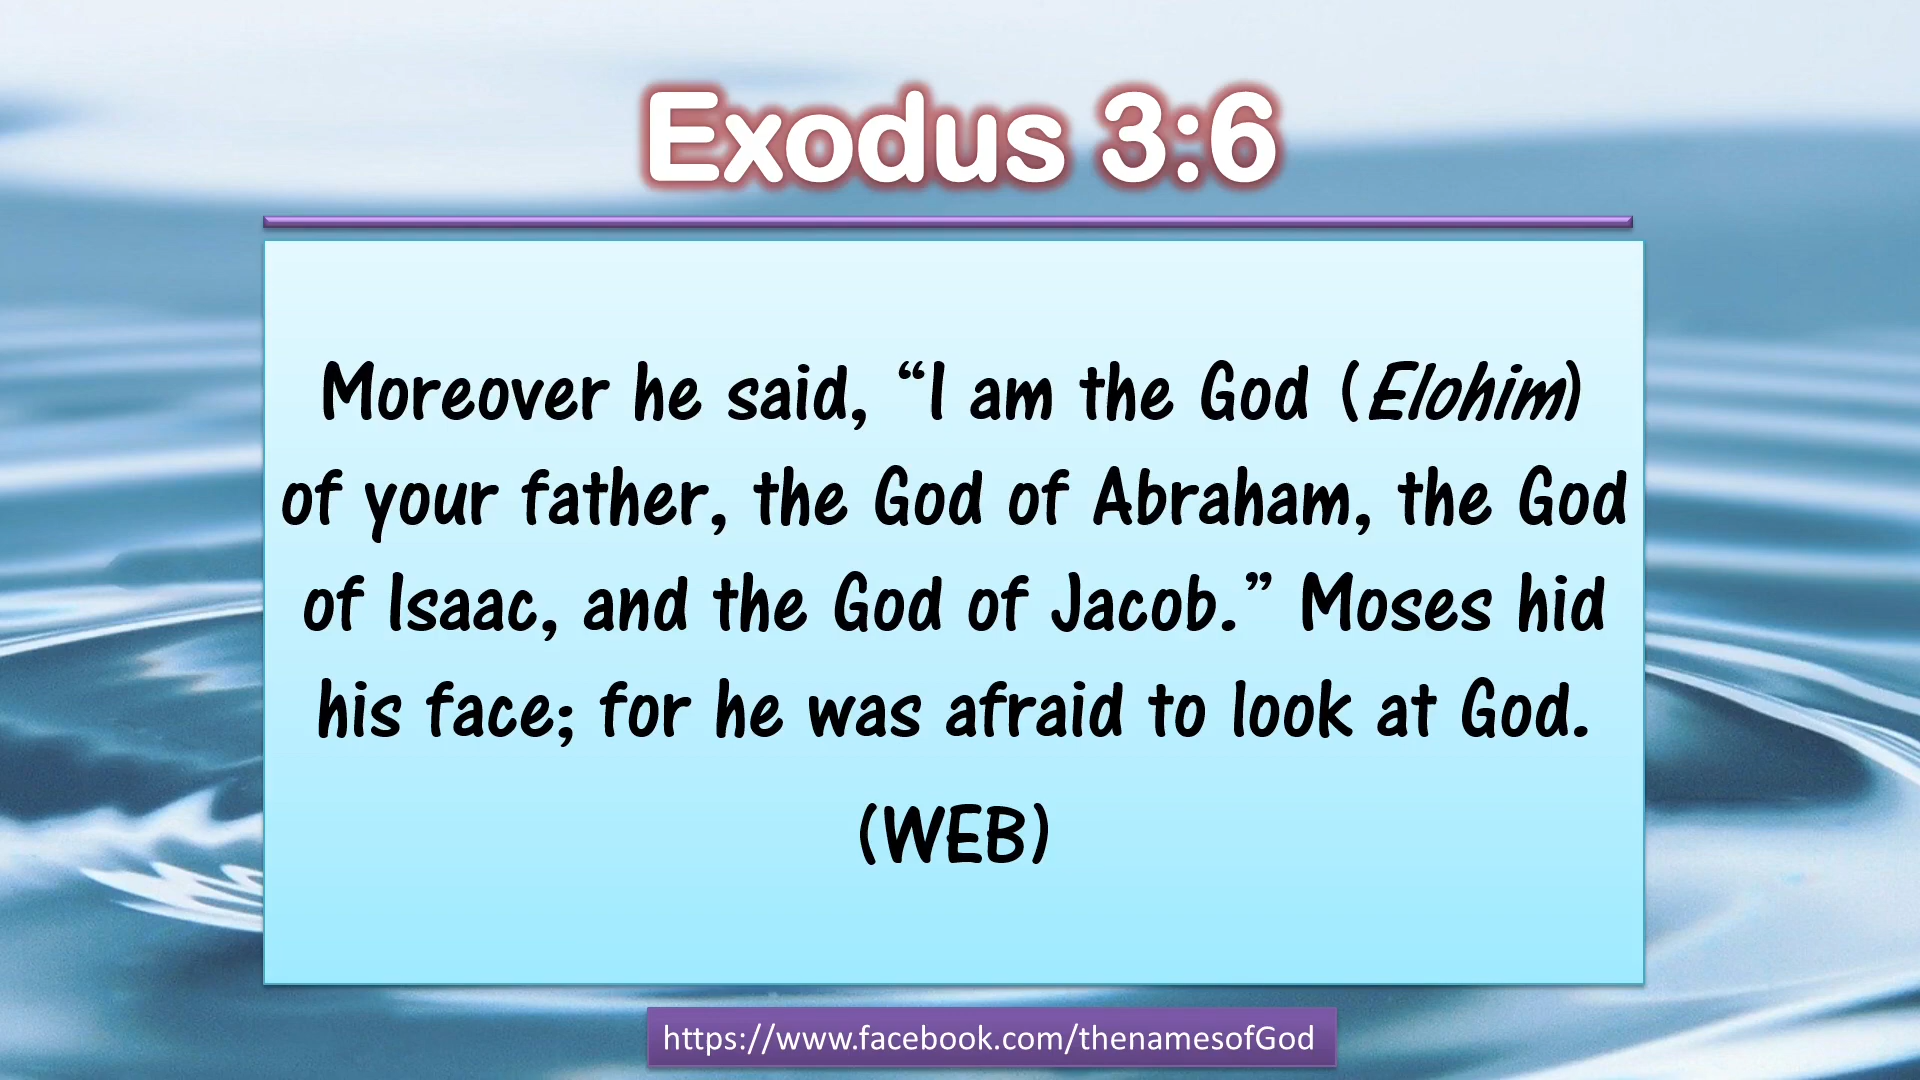 Exodus 3:6
Moreover he said, “I am the God (Elohim)
of your father, the God of Abraham, the God
of Isaac, and the God of Jacob.” Moses hid
his face; for he was afraid to look at God.
(WEB)
https://www.facebook.com/thenamesofGod